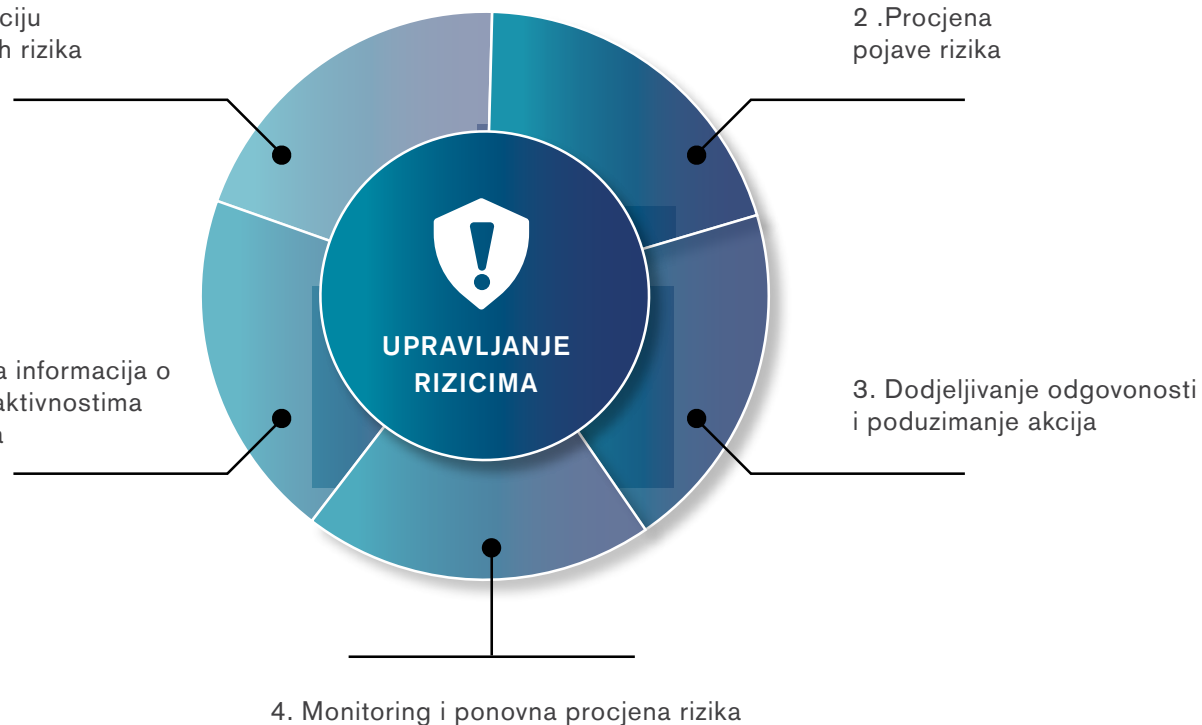 ciju
h rizika
2 .Procjena
pojave rizika
UPRAVLJANJE
RIZICIMA
3. Dodjeljivanje odgovonosti
i poduzimanje akcija
a informacija o
aktivnostima
a
4. Monitoring i ponovna procjena rizika